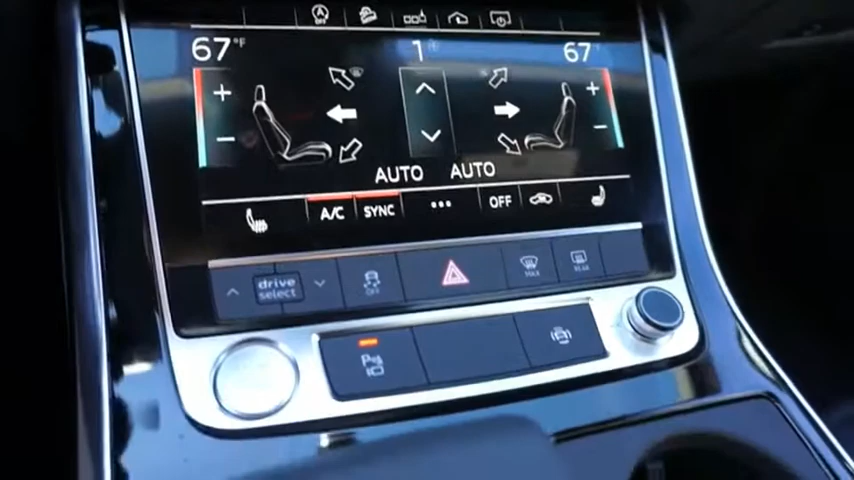 67°F 1 67°F
AUTO AUTO
A/C SYNC OFF
drive select OFF MAX REAR
P